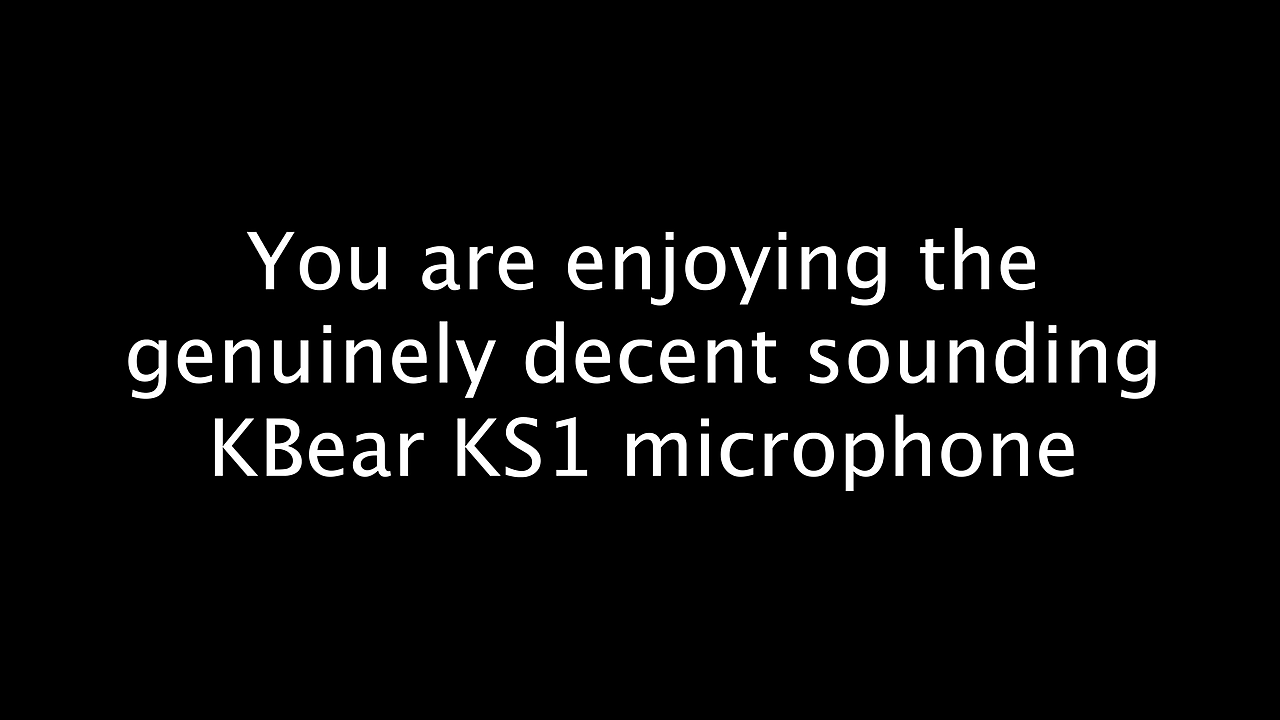 You are enjoying the
genuinely decent sounding
KBear KS1 microphone